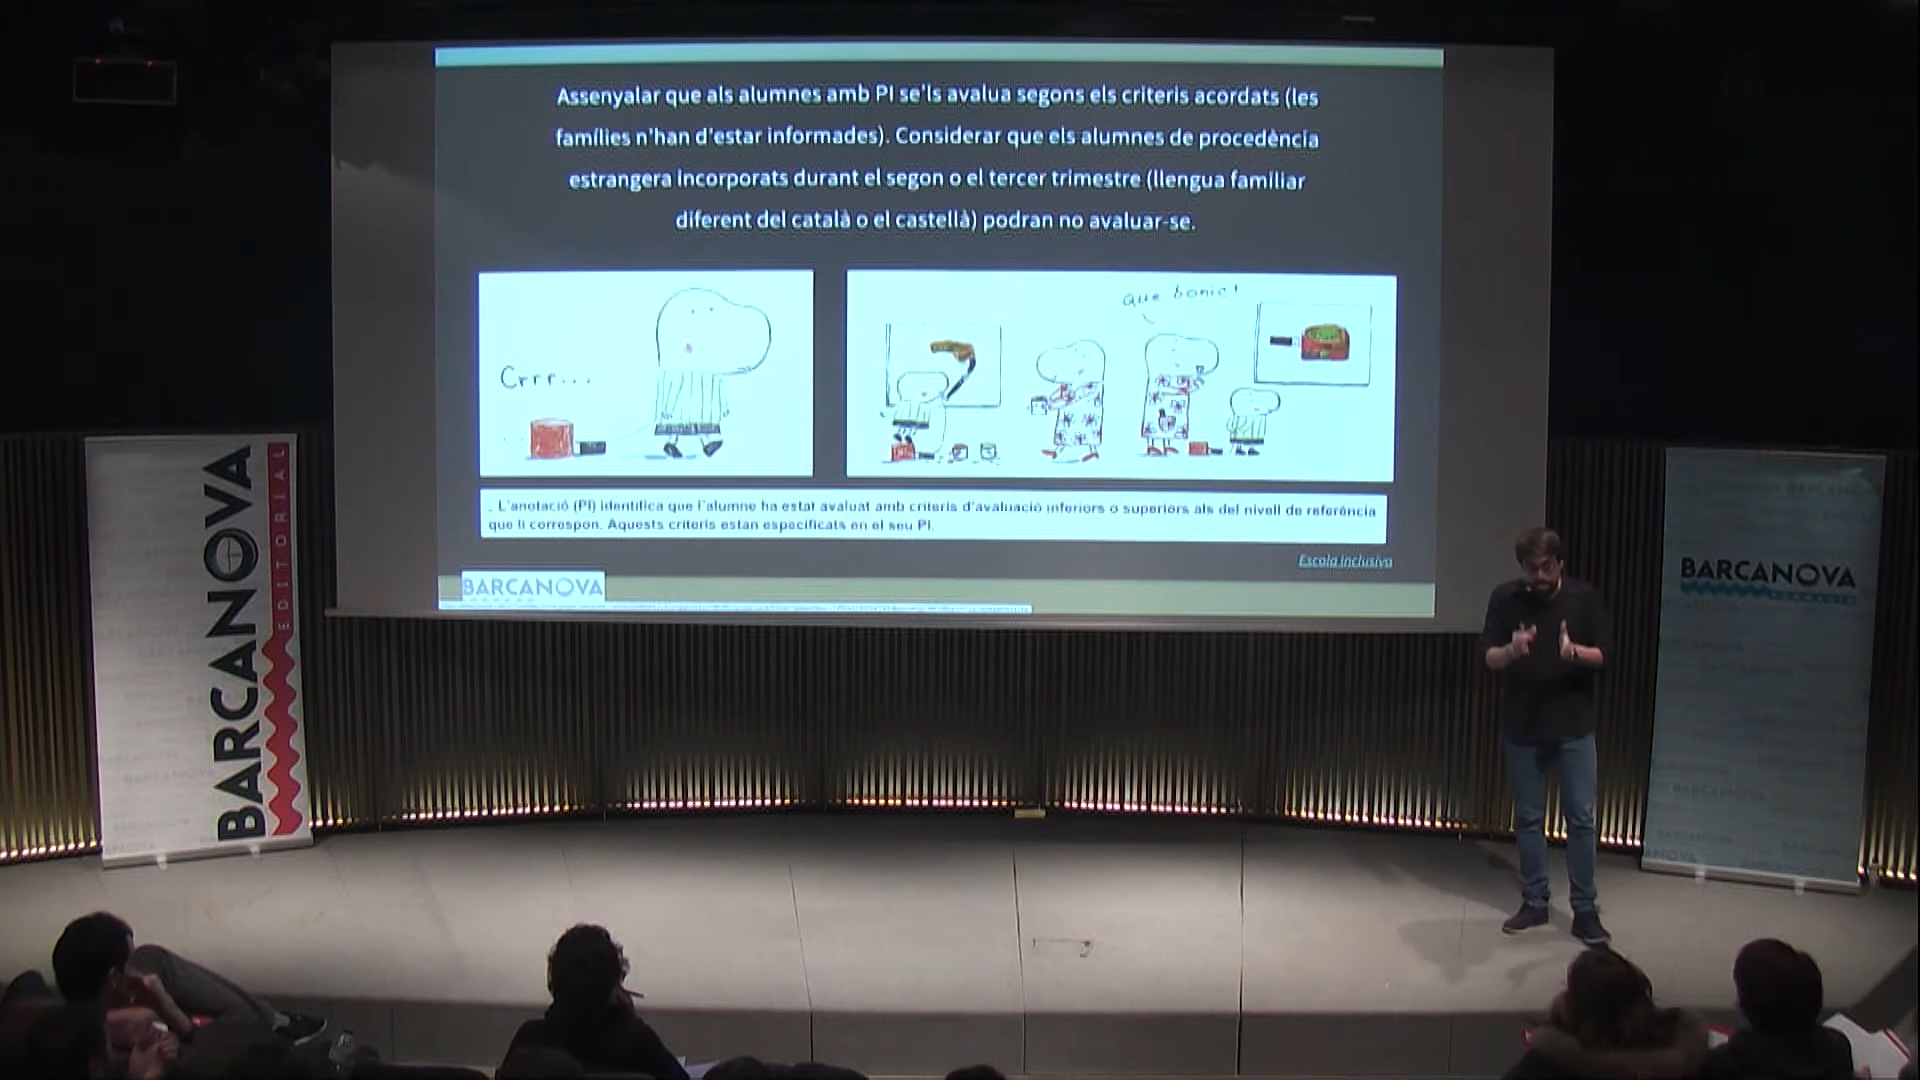 Assenyalar que als alumnes amb PI se'ls avalua segons els criteris acordats (les
famílies n'han d'estar informades). Considerar que els alumnes de procedència
estrangera incorporats durant el segon o el tercer trimestre (llengua familiar
diferent del català o el castellà) podran no avaluar-se.
Crrr...
que bonic!
. L'anotació (PI) identifica que l'alumne ha estat avaluat amb criteris d'avaluació inferiors o superiors als del nivell de referència
que li correspon. Aquests criteris estan especificats en el seu PI.
Escola inclusiva
BARCANOVA
BARCANOVA
EDITORIAL
BARCANOVA